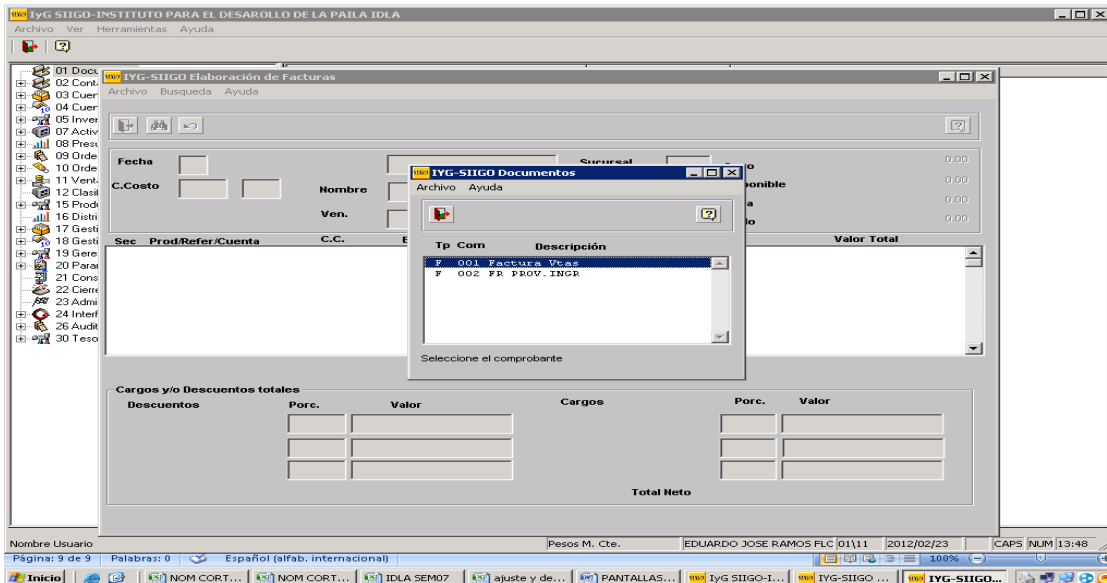 IyG SIIGO-INSTITUTO PARA EL DESAROLLO DE LA PAILA IDLA
Archivo Ver Herramientas Ayuda
01 Docu
02 Cont.
03 Cuen
04 Cuen
05 Inver
07 Activ
08 Presu
09 Orde
10 Orde
11 Vent.
12 Clasif
15 Prod
16 Distri
17 Gesti
18 Gesti
19 Gere
20 Para
21 Cons
22 Cierre
23 Admi
24 Interf
26 Audit
30 Teso
IYG-SIIGO Elaboración de Facturas
Archivo Busqueda Ayuda
Fecha Sucursal 0.00
C.Costo Nombre ponible 0.00
Ven. 0.00
0.00
Sec Prod/Refer/Cuenta C.C. Valor Total
IYG-SIIGO Documentos
Archivo Ayuda
Tp Com Descripción
F 001 Factura Vtas
F 002 FR PROV.INGR
Seleccione el comprobante
Cargos y/o Descuentos totales
Descuentos Porc. Valor Cargos Porc. Valor
Total Neto
Nombre Usuario Pesos M. Cte. EDUARDO JOSE RAMOS FLC 01\11 2012/02/23 CAPS NUM 13:48
Página: 9 de 9 Palabras: 0 Español (alfab. internacional) 100%
Inicio NOM CORT... NOM CORT... IDLA SEM07 ajuste y de... PANTALLAS... IyG SIIGO-I... IYG-SIIGO ... IYG-SIIGO...